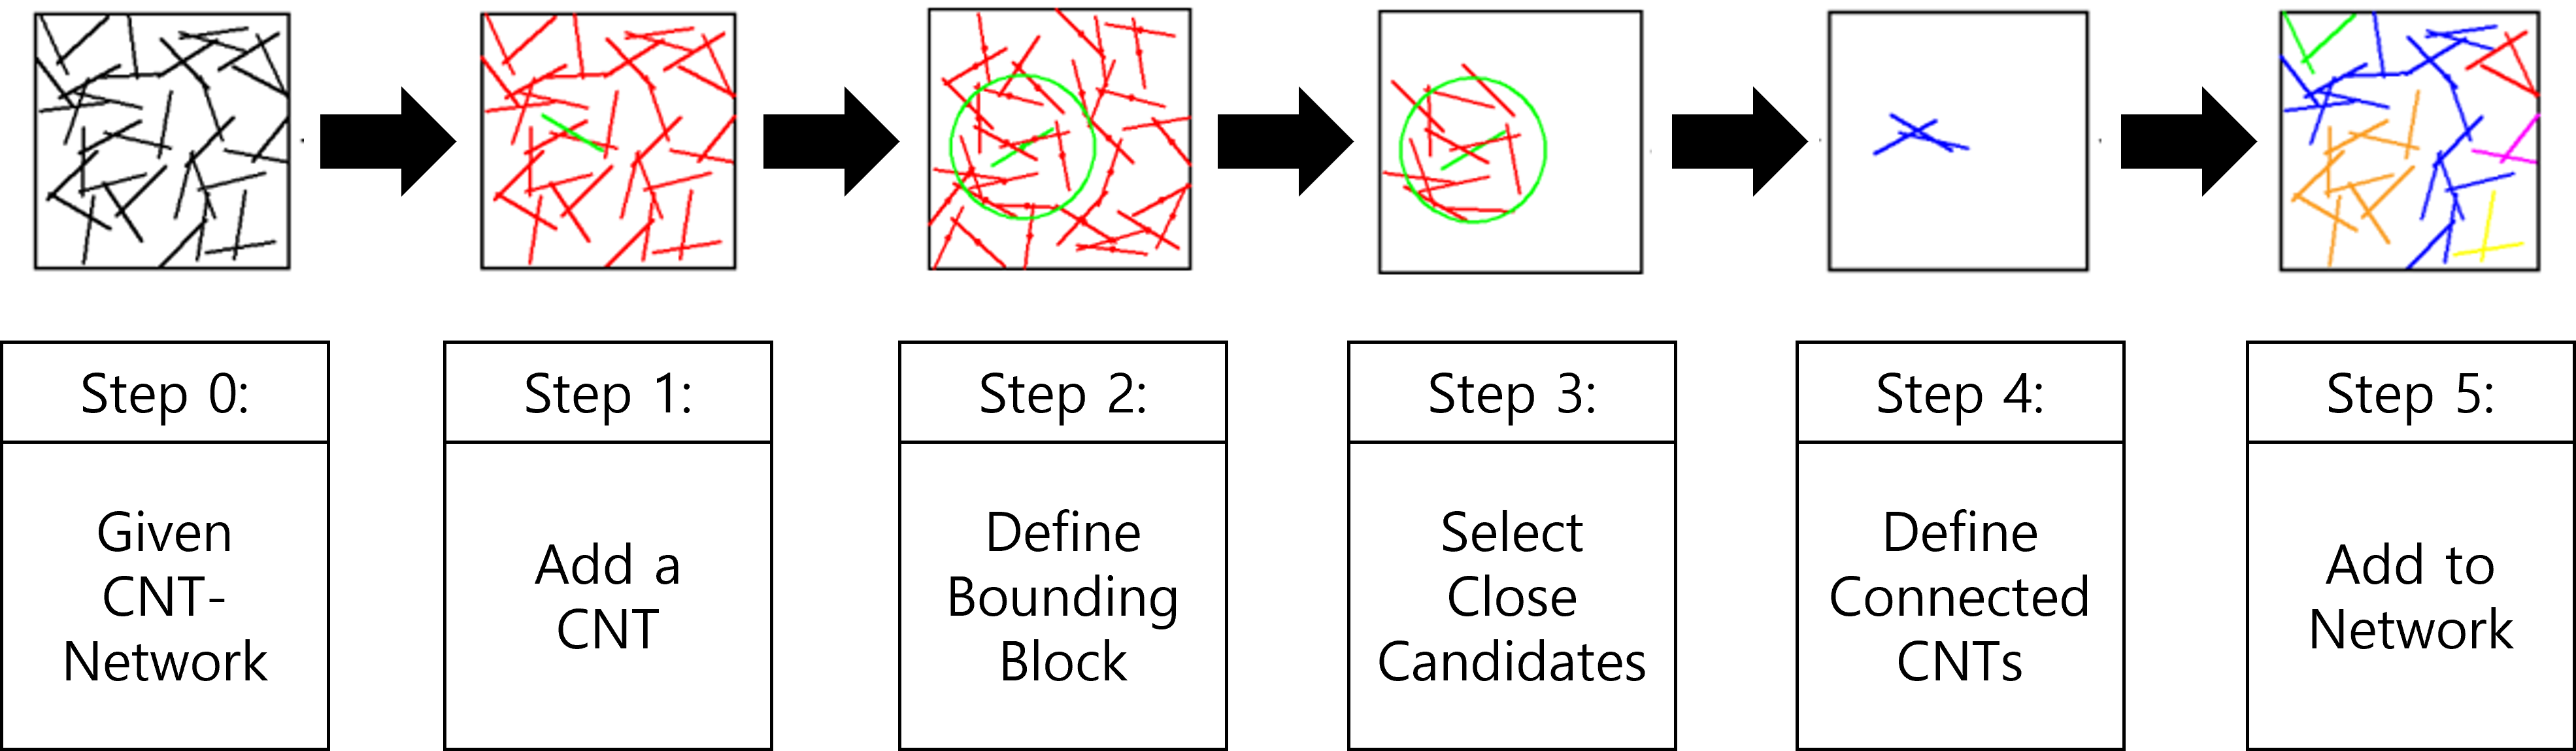 Step 0:
Given
CNT-
Network
Step 1:
Add a
CNT
Step 2:
Define
Bounding
Block
Step 3:
Select
Close
Candidates
Step 4:
Define
Connected
CNTs
Step 5:
Add to
Network